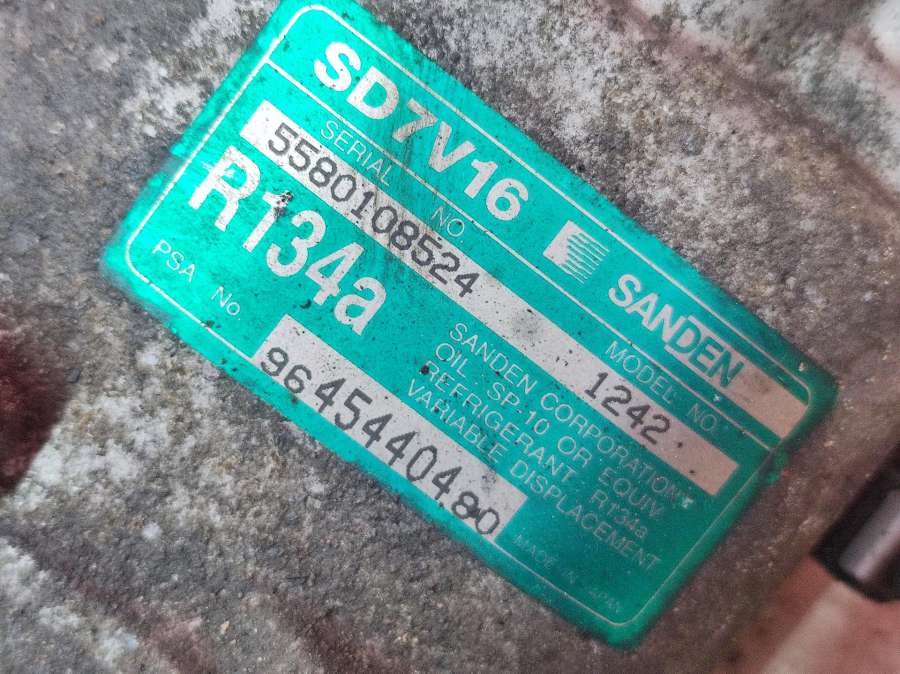 SD7V16 SANDEN
SERIAL NO. MODEL NO.
5580108524 1242
R134a
SANDEN CORPORATION
OIL : SP-10 OR EQUIV.
REFRIGERANT : R134a
VARIABLE DISPLACEMENT
PSA No
9645440480
MADE IN JAPAN